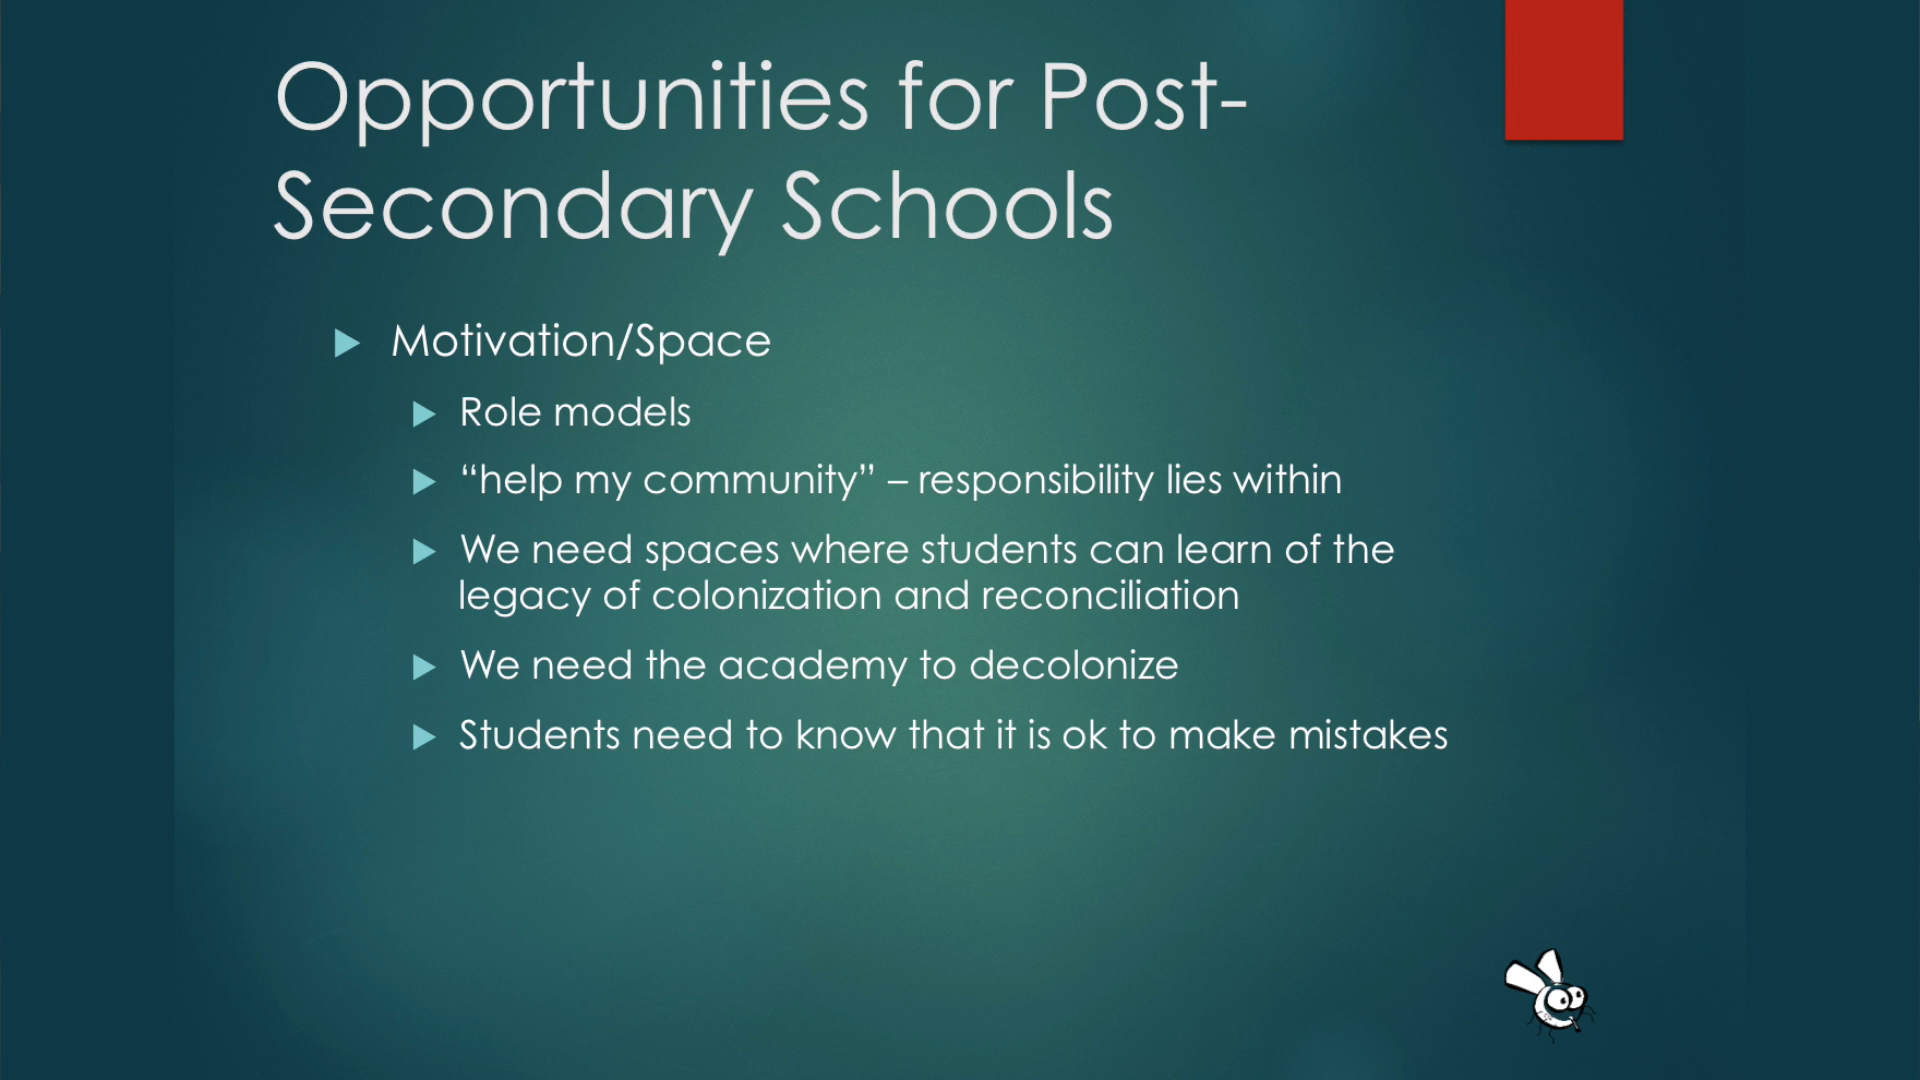 Opportunities for Post-
Secondary Schools
Motivation/Space
Role models
“help my community” – responsibility lies within
We need spaces where students can learn of the
legacy of colonization and reconciliation
We need the academy to decolonize
Students need to know that it is ok to make mistakes